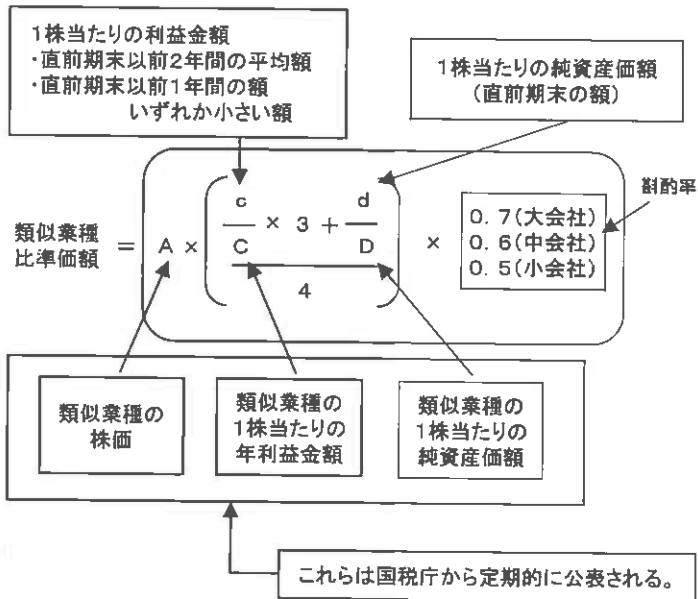 1株当たりの利益金額
・直前期末以前2年間の平均額
・直前期末以前1年間の額
いずれか小さい額
1株当たりの純資産価額
(直前期末の額)
斟酌率
類似業種
比準価額
= A × ( c/C × 3 + d/D ) / 4 ×
0.7(大会社)
0.6(中会社)
0.5(小会社)
類似業種の
株価
類似業種の
1株当たりの
年利益金額
類似業種の
1株当たりの
純資産価額
これらは国税庁から定期的に公表される。